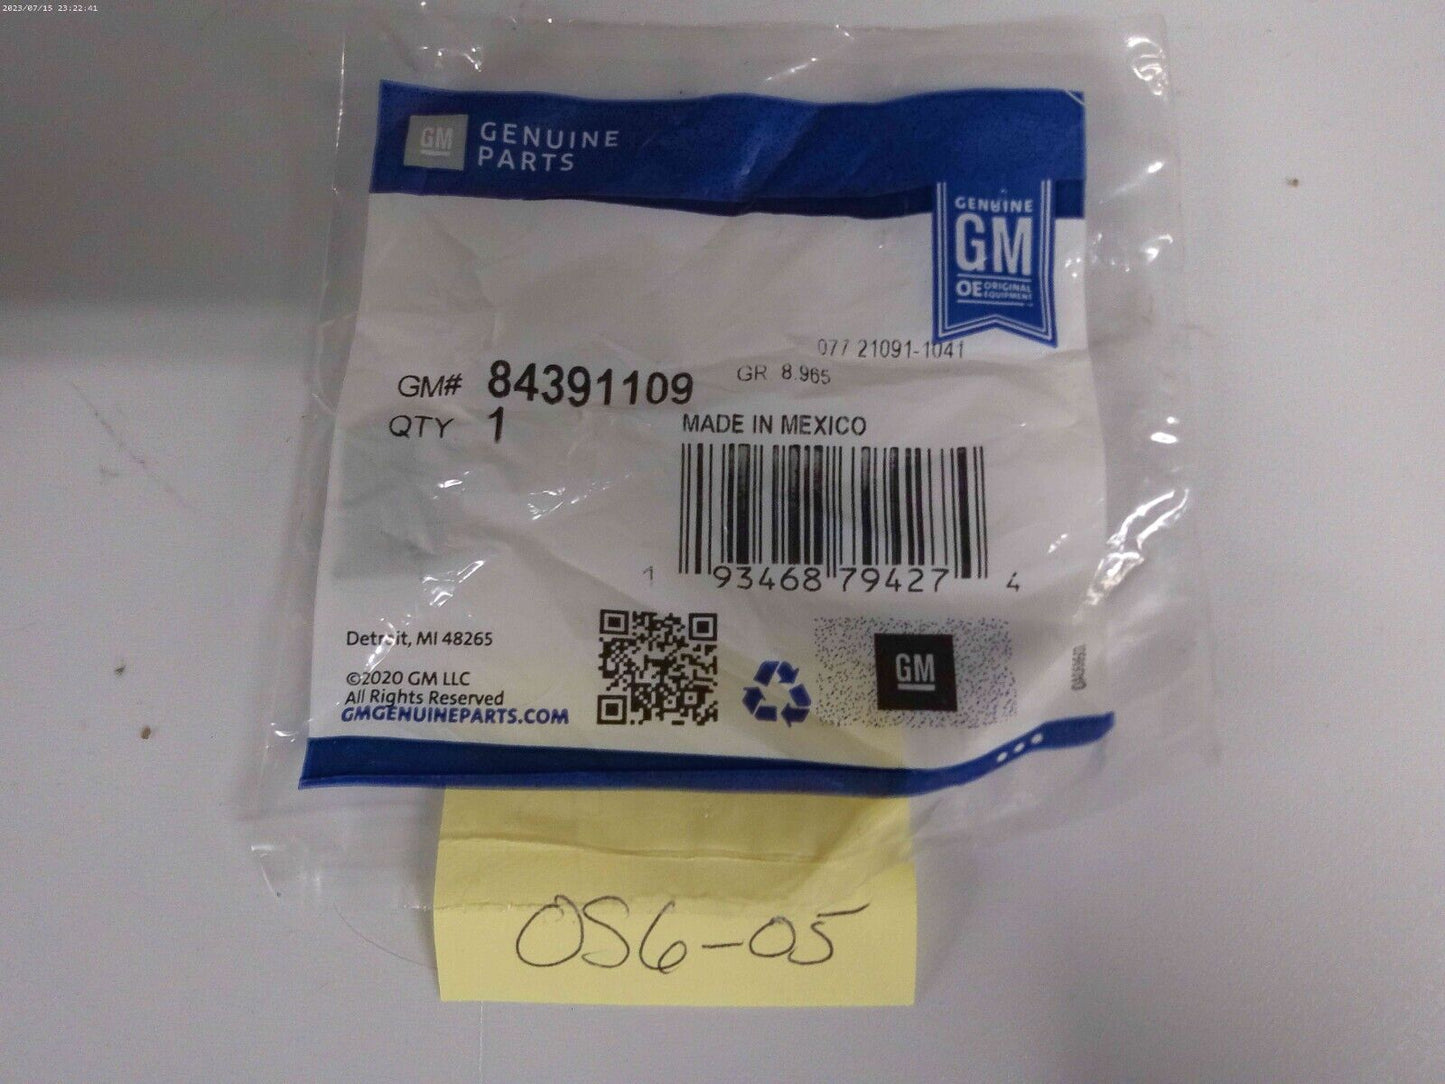 2023/07/15 23:22:41
GM GENUINE
PARTS
GENUINE
GM
OE ORIGINAL
EQUIPMENT
077 21091-1041
GM# 84391109 GR 8.965
QTY 1
MADE IN MEXICO
1 93468 79427 4
Detroit, MI 48265
©2020 GM LLC
All Rights Reserved
GMGENUINEPARTS.COM
GM
OS6-05